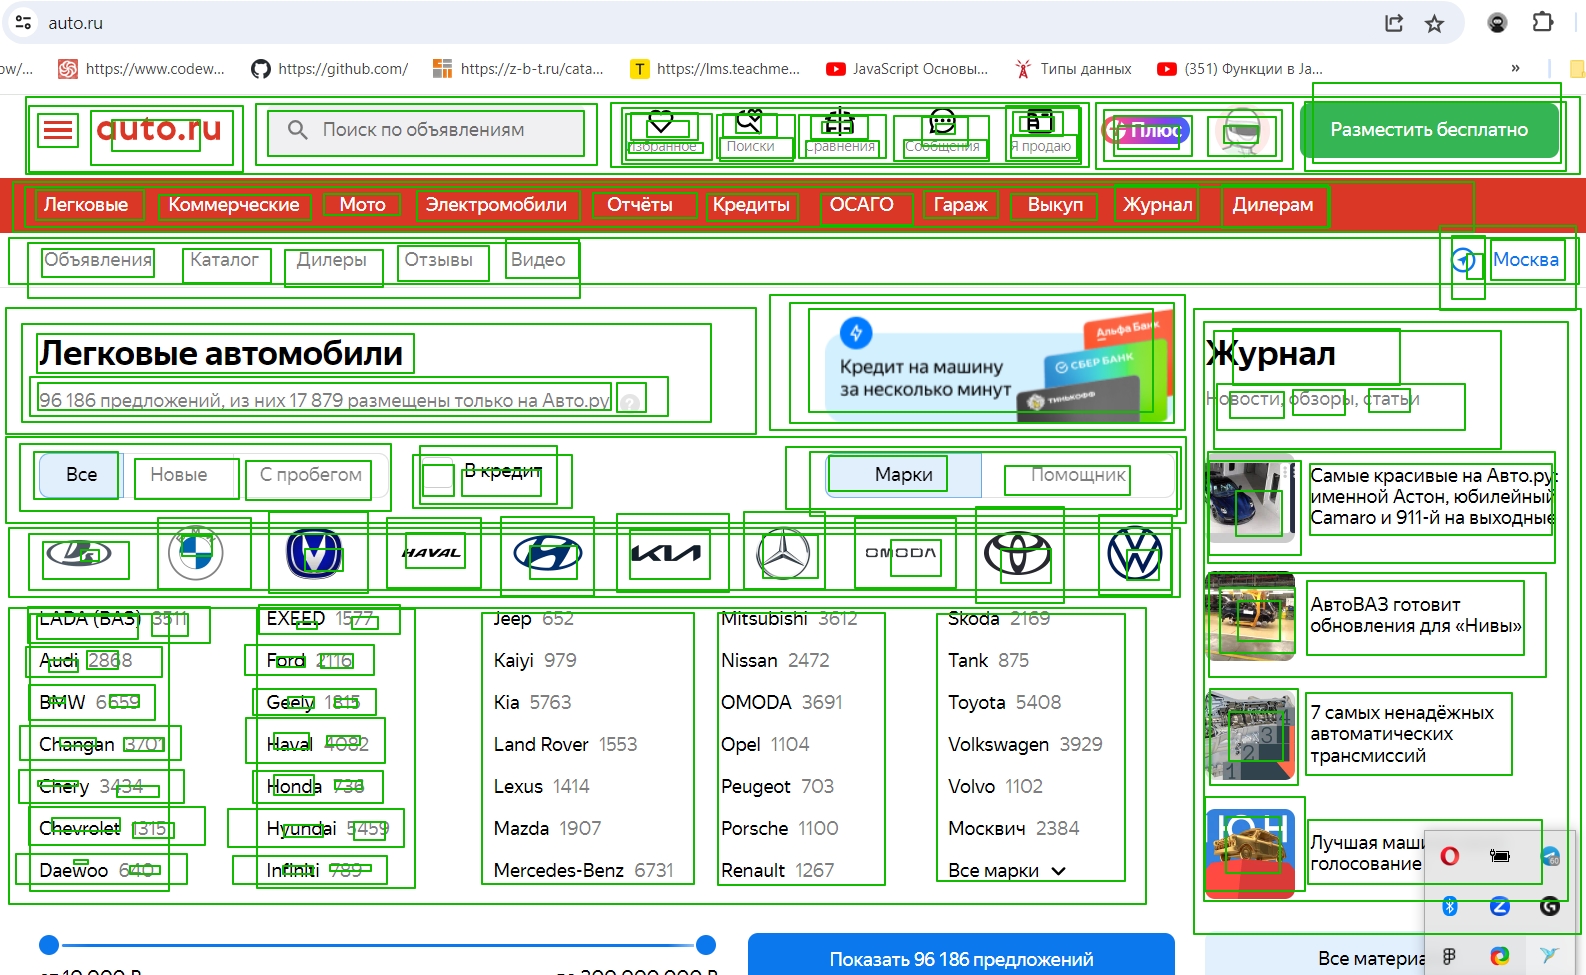 auto.ru
ow/...
https://www.codew...
https://github.com/
https://z-b-t.ru/cata...
https://lms.teachme...
JavaScript Основы...
Типы данных
(351) Функции в Ja...
»
auto.ru
Поиск по объявлениям
Избранное
Поиски
Сравнения
Сообщения
Я продаю
Плюс
Разместить бесплатно
Легковые
Коммерческие
Мото
Электромобили
Отчёты
Кредиты
ОСАГО
Гараж
Выкуп
Журнал
Дилерам
Объявления
Каталог
Дилеры
Отзывы
Видео
Москва
Легковые автомобили
96 186 предложений, из них 17 879 размещены только на Авто.ру
?
Кредит на машину
за несколько минут
Альфа Банк
СБЕР БАНК
ТИНЬКОФФ
Журнал
Новости, обзоры, статьи
Все
Новые
С пробегом
В кредит
Марки
Помощник
Самые красивые на Авто.ру:
именной Астон, юбилейный
Camaro и 911-й на выходные
BMW
HAVAL
KIA
OMODA
LADA (ВАЗ) 3511
Audi 2868
BMW 6659
Changan 3701
Chery 3434
Chevrolet 1315
Daewoo 640
EXEED 1577
Ford 2116
Geely 1815
Haval 4082
Honda 736
Hyundai 5459
Infiniti 789
Jeep 652
Kaiyi 979
Kia 5763
Land Rover 1553
Lexus 1414
Mazda 1907
Mercedes-Benz 6731
Mitsubishi 3612
Nissan 2472
OMODA 3691
Opel 1104
Peugeot 703
Porsche 1100
Renault 1267
Skoda 2169
Tank 875
Toyota 5408
Volkswagen 3929
Volvo 1102
Москвич 2384
Все марки
АвтоВАЗ готовит
обновления для «Нивы»
1 2 3
7 самых ненадёжных
автоматических
трансмиссий
Лучшая маши
голосование
60
Показать 96 186 предложений
Все материа